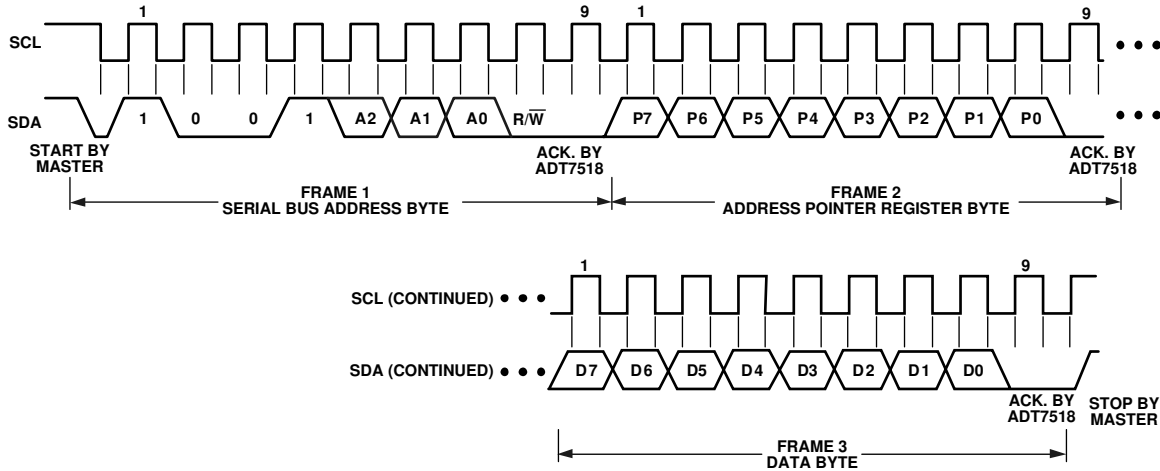 1 9 1 9
SCL
SDA 1 0 0 1 A2 A1 A0 R/W̅ P7 P6 P5 P4 P3 P2 P1 P0
START BY
MASTER
ACK. BY
ADT7518
ACK. BY
ADT7518
FRAME 1
SERIAL BUS ADDRESS BYTE
FRAME 2
ADDRESS POINTER REGISTER BYTE
1 9
SCL (CONTINUED)
SDA (CONTINUED) D7 D6 D5 D4 D3 D2 D1 D0
ACK. BY
ADT7518
STOP BY
MASTER
FRAME 3
DATA BYTE